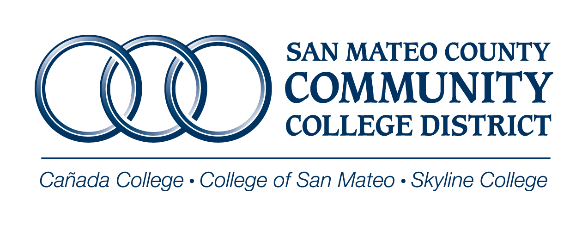 SAN MATEO COUNTY
COMMUNITY
COLLEGE DISTRICT
Cañada College • College of San Mateo • Skyline College